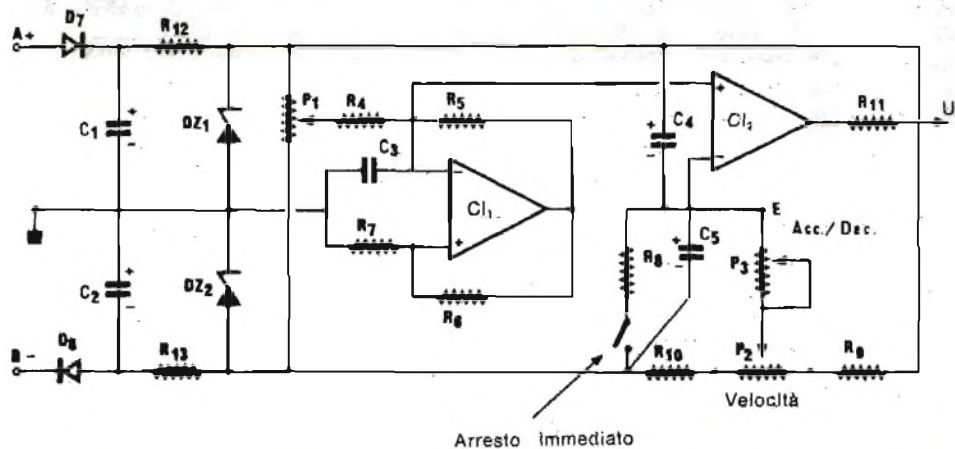 A+
D7
R12
C1
+
-
DZ1
P1
R4
R5
C3
-
CI1
+
R7
R6
C4
+
-
+
CI2
-
R11
U
E
Acc./ Dec.
R8
C5
+
-
P3
C2
+
-
DZ2
B -
D8
R13
R10
P2
R9
Velocità
Arresto Immediato